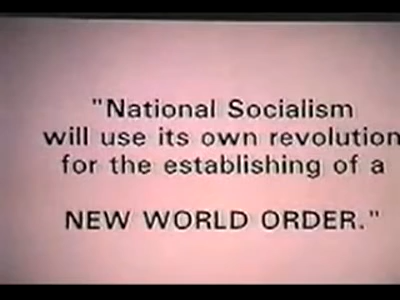 "National Socialism
will use its own revolution
for the establishing of a
NEW WORLD ORDER."